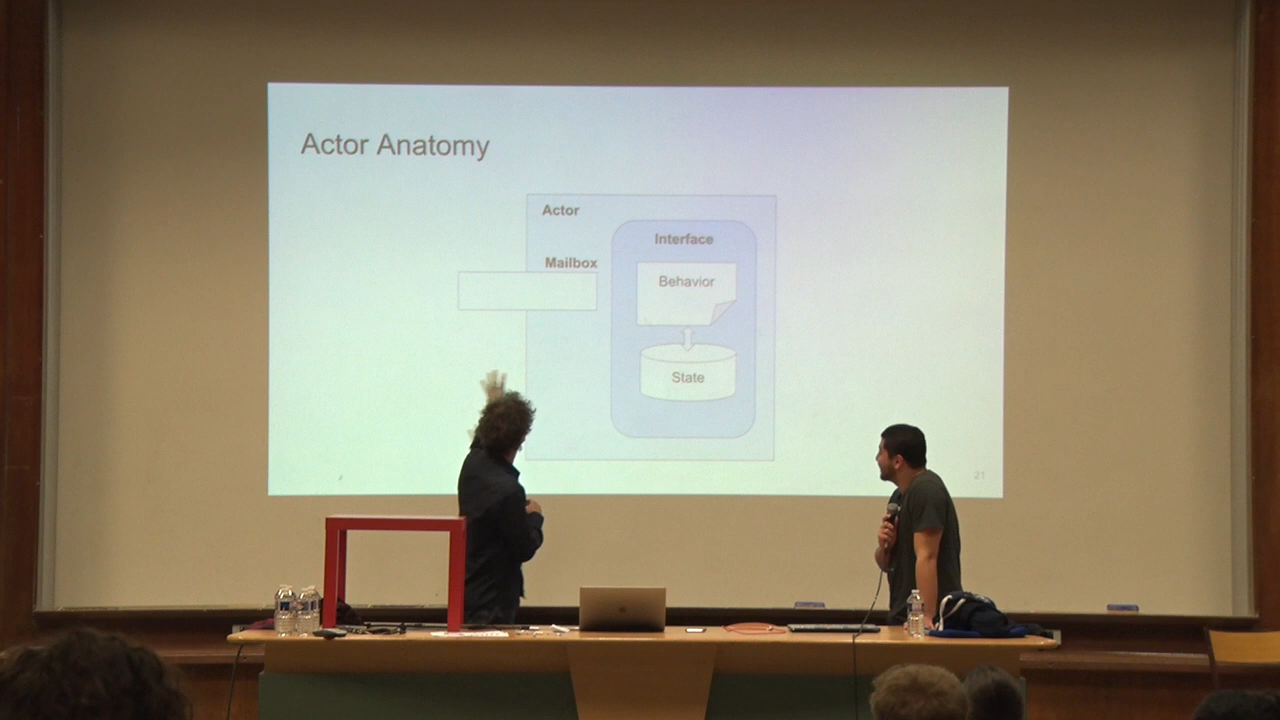 Actor Anatomy
Actor
Interface
Mailbox
Behavior
State
21